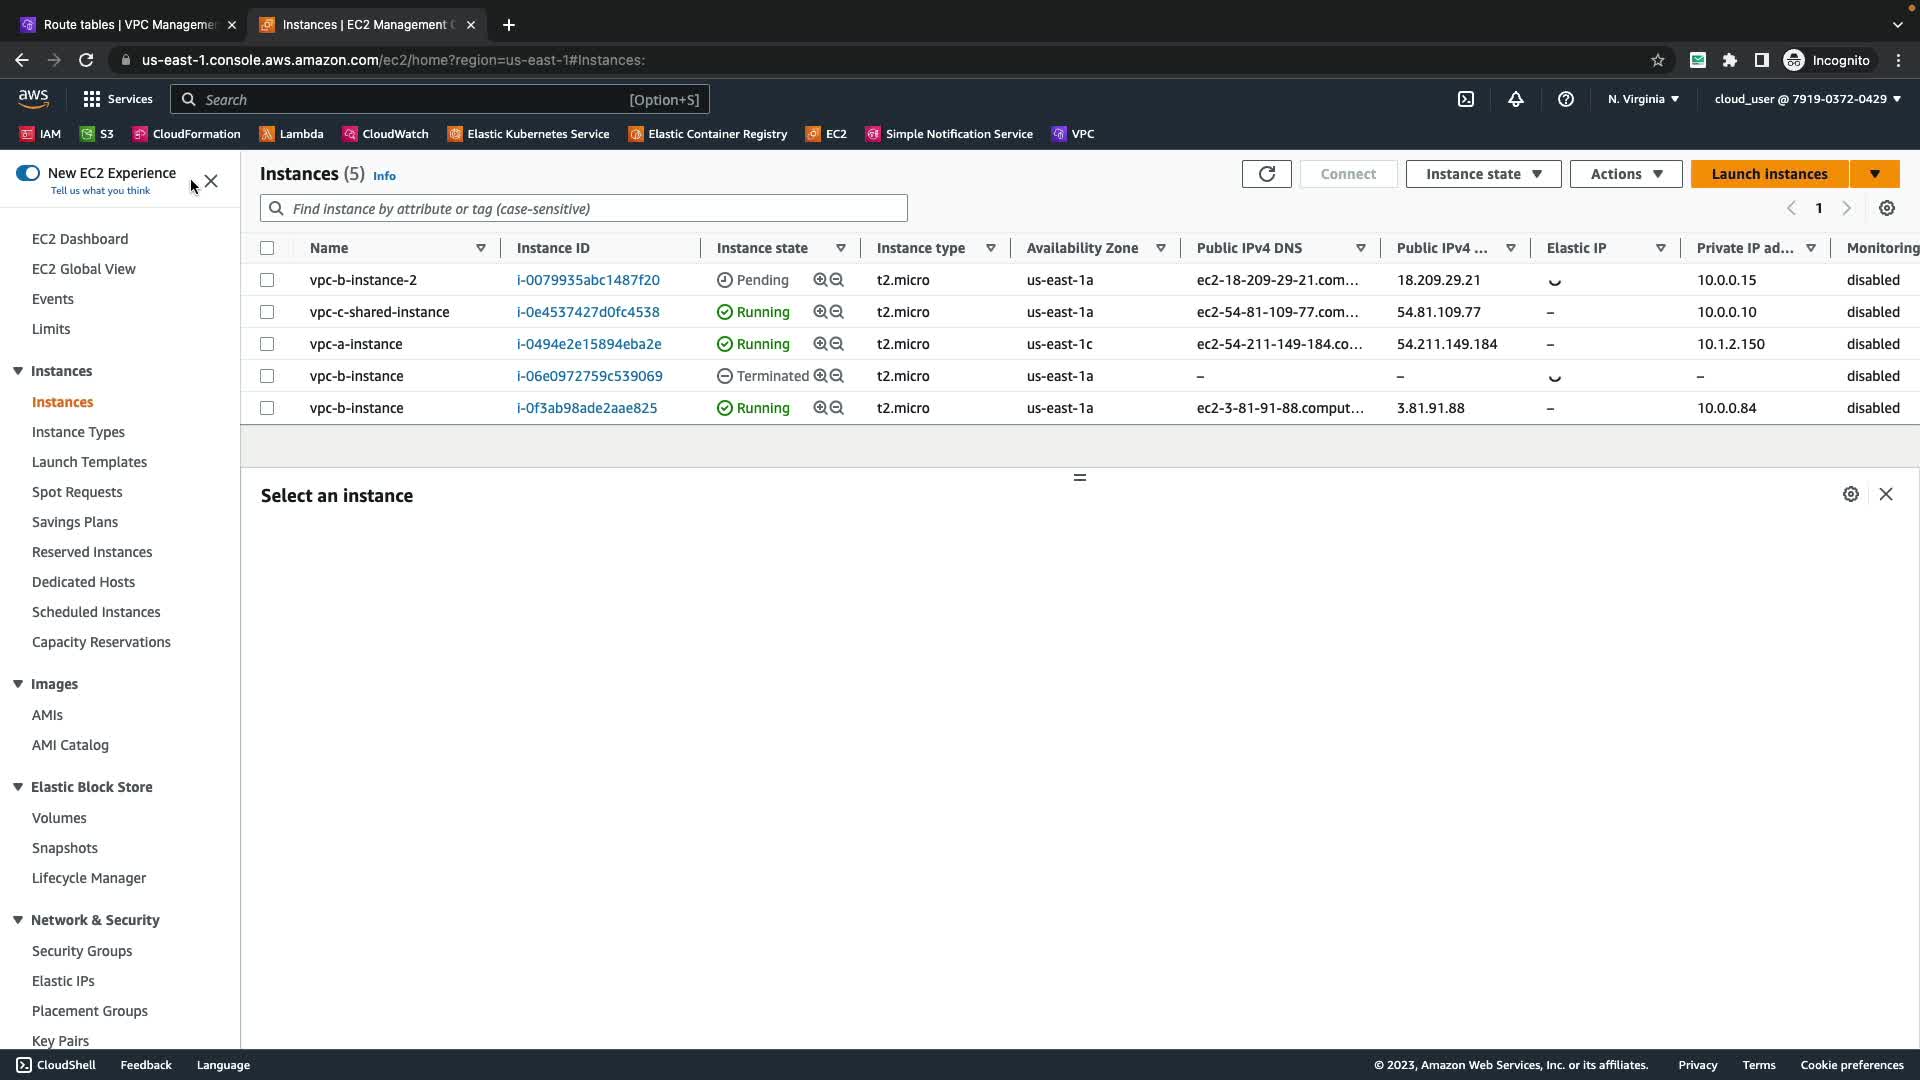 Route tables | VPC Manageme
Instances | EC2 Management C
us-east-1.console.aws.amazon.com/ec2/home?region=us-east-1#Instances:
Incognito
aws
Services
Search
[Option+S]
N. Virginia
cloud_user @ 7919-0372-0429
IAM
S3
CloudFormation
Lambda
CloudWatch
Elastic Kubernetes Service
Elastic Container Registry
EC2
Simple Notification Service
VPC
New EC2 Experience
Tell us what you think
EC2 Dashboard
EC2 Global View
Events
Limits
Instances
Instances
Instance Types
Launch Templates
Spot Requests
Savings Plans
Reserved Instances
Dedicated Hosts
Scheduled Instances
Capacity Reservations
Images
AMIs
AMI Catalog
Elastic Block Store
Volumes
Snapshots
Lifecycle Manager
Network & Security
Security Groups
Elastic IPs
Placement Groups
Key Pairs
Instances (5) Info
Connect
Instance state
Actions
Launch instances
Find instance by attribute or tag (case-sensitive)
1
Name Instance ID Instance state Instance type Availability Zone Public IPv4 DNS Public IPv4 ... Elastic IP Private IP ad... Monitoring
vpc-b-instance-2 i-0079935abc1487f20 Pending t2.micro us-east-1a ec2-18-209-29-21.com... 18.209.29.21 10.0.0.15 disabled
vpc-c-shared-instance i-0e4537427d0fc4538 Running t2.micro us-east-1a ec2-54-81-109-77.com... 54.81.109.77 – 10.0.0.10 disabled
vpc-a-instance i-0494e2e15894eba2e Running t2.micro us-east-1c ec2-54-211-149-184.co... 54.211.149.184 – 10.1.2.150 disabled
vpc-b-instance i-06e0972759c539069 Terminated t2.micro us-east-1a – – – disabled
vpc-b-instance i-0f3ab98ade2aae825 Running t2.micro us-east-1a ec2-3-81-91-88.comput... 3.81.91.88 – 10.0.0.84 disabled
Select an instance
CloudShell
Feedback
Language
© 2023, Amazon Web Services, Inc. or its affiliates.
Privacy
Terms
Cookie preferences